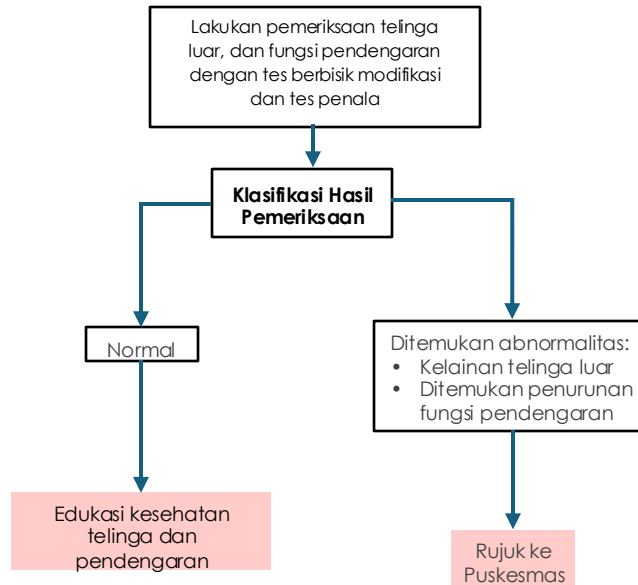 Lakukan pemeriksaan telinga
luar, dan fungsi pendengaran
dengan tes berbisik modifikasi
dan tes penala
Klasifikasi Hasil
Pemeriksaan
Normal
Ditemukan abnormalitas:
• Kelainan telinga luar
• Ditemukan penurunan
fungsi pendengaran
Edukasi kesehatan
telinga dan
pendengaran
Rujuk ke
Puskesmas